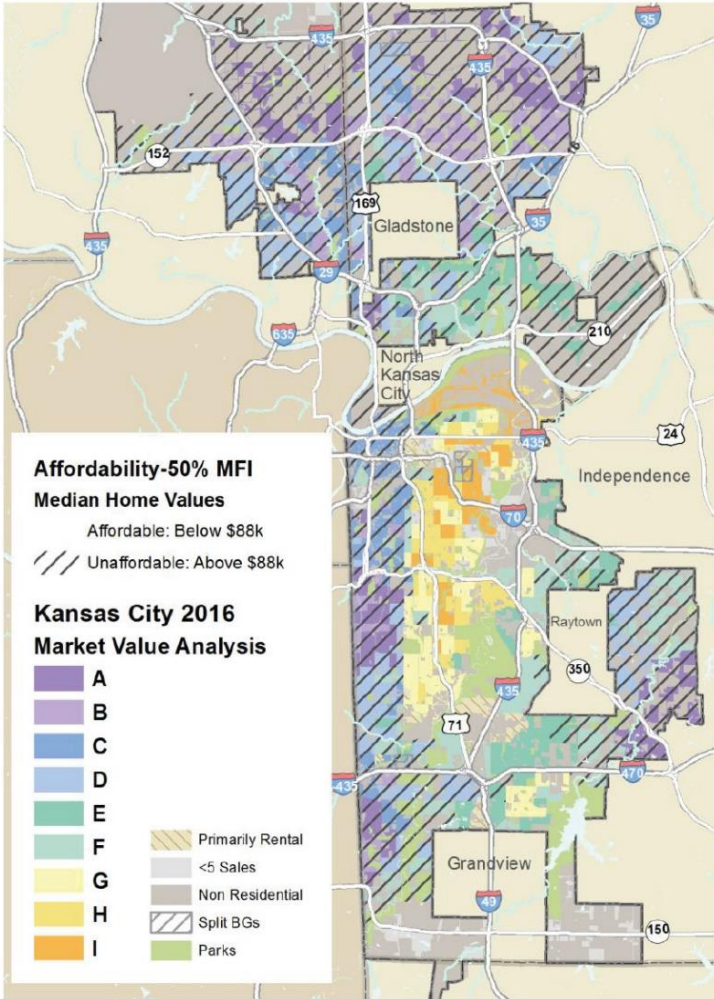 435
35
435
152
169
Gladstone
435
35
29
635
210
North
Kansas
City
435
24
Independence
70
Raytown
350
435
71
435
470
Grandview
49
150
Affordability-50% MFI
Median Home Values
Affordable: Below $88k
Unaffordable: Above $88k
Kansas City 2016
Market Value Analysis
A
B
C
D
E
F
G
H
I
Primarily Rental
<5 Sales
Non Residential
Split BGs
Parks